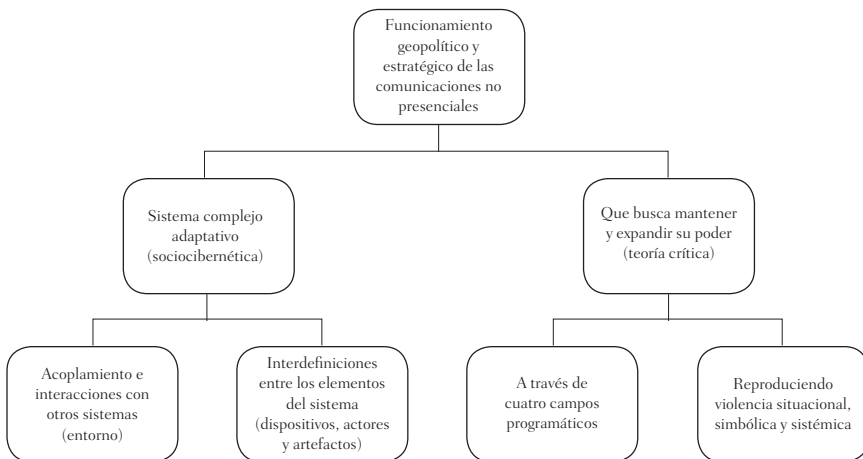 Funcionamiento
geopolítico y
estratégico de las
comunicaciones no
presenciales
Sistema complejo
adaptativo
(sociocibernética)
Que busca mantener
y expandir su poder
(teoría crítica)
Acoplamiento e
interacciones con
otros sistemas
(entorno)
Interdefiniciones
entre los elementos
del sistema
(dispositivos, actores
y artefactos)
A través de
cuatro campos
programáticos
Reproduciendo
violencia situacional,
simbólica y sistémica